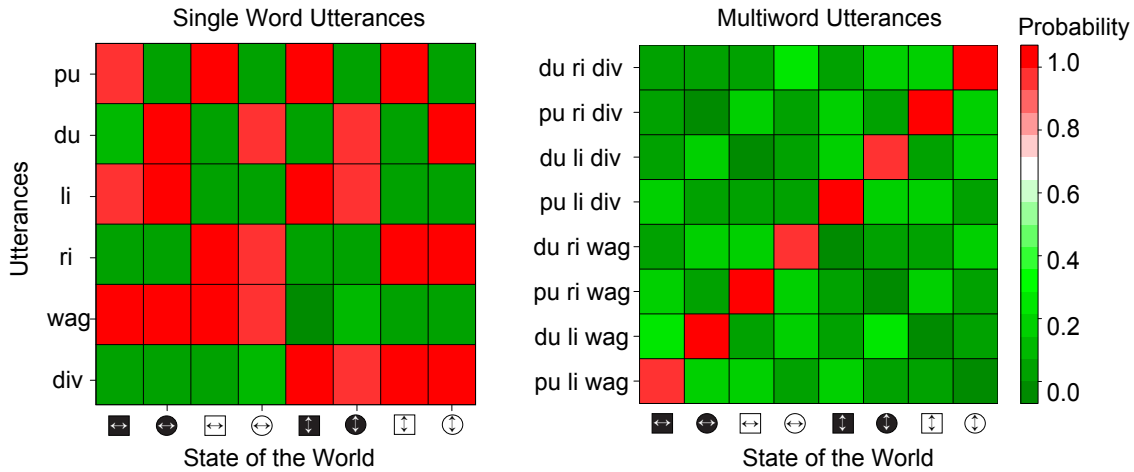 Single Word Utterances
Multiword Utterances
Probability
Utterances
pu
du
li
ri
wag
div
du ri div
pu ri div
du li div
pu li div
du ri wag
pu ri wag
du li wag
pu li wag
1.0
0.8
0.6
0.4
0.2
0.0
State of the World
State of the World